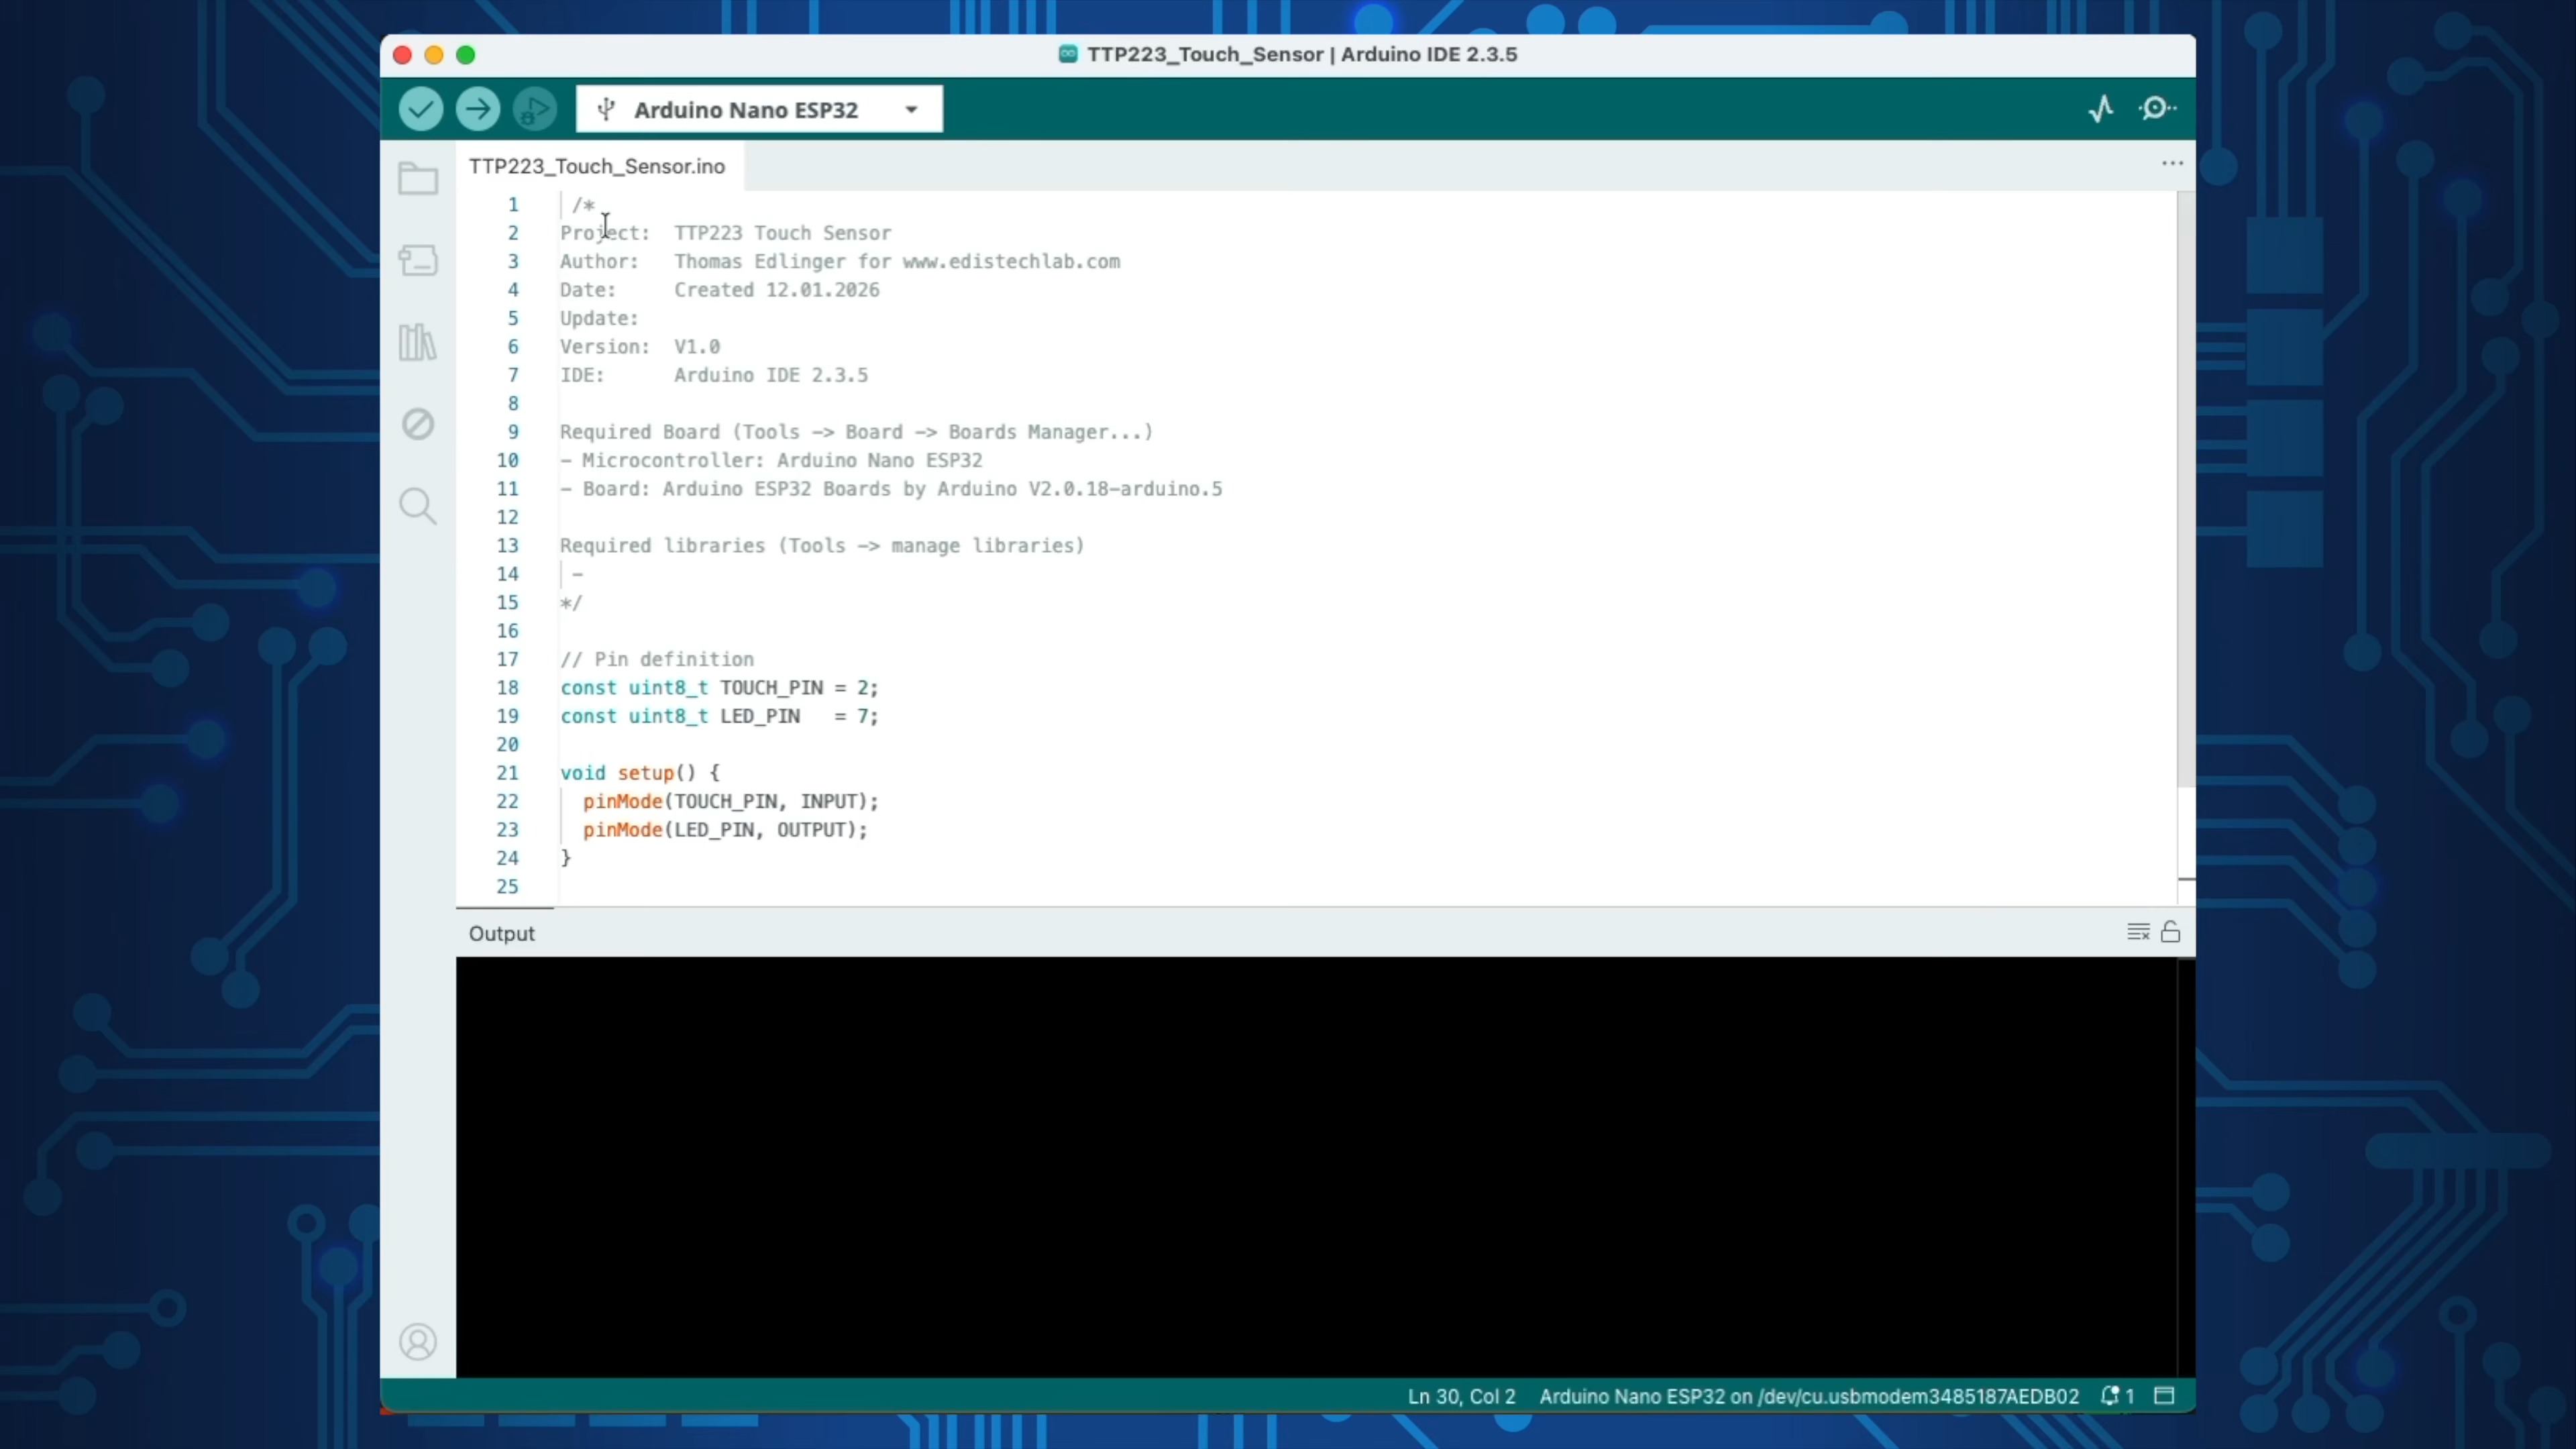 TTP223_Touch_Sensor | Arduino IDE 2.3.5
Arduino Nano ESP32
TTP223_Touch_Sensor.ino
1 /*
2 Project: TTP223 Touch Sensor
3 Author: Thomas Edlinger for www.edistechlab.com
4 Date: Created 12.01.2026
5 Update:
6 Version: V1.0
7 IDE: Arduino IDE 2.3.5
8
9 Required Board (Tools -> Board -> Boards Manager...)
10 - Microcontroller: Arduino Nano ESP32
11 - Board: Arduino ESP32 Boards by Arduino V2.0.18-arduino.5
12
13 Required libraries (Tools -> manage libraries)
14 -
15 */
16
17 // Pin definition
18 const uint8_t TOUCH_PIN = 2;
19 const uint8_t LED_PIN   = 7;
20
21 void setup() {
22 pinMode(TOUCH_PIN, INPUT);
23 pinMode(LED_PIN, OUTPUT);
24 }
25
Output
Ln 30, Col 2 Arduino Nano ESP32 on /dev/cu.usbmodem3485187AEDB02 1